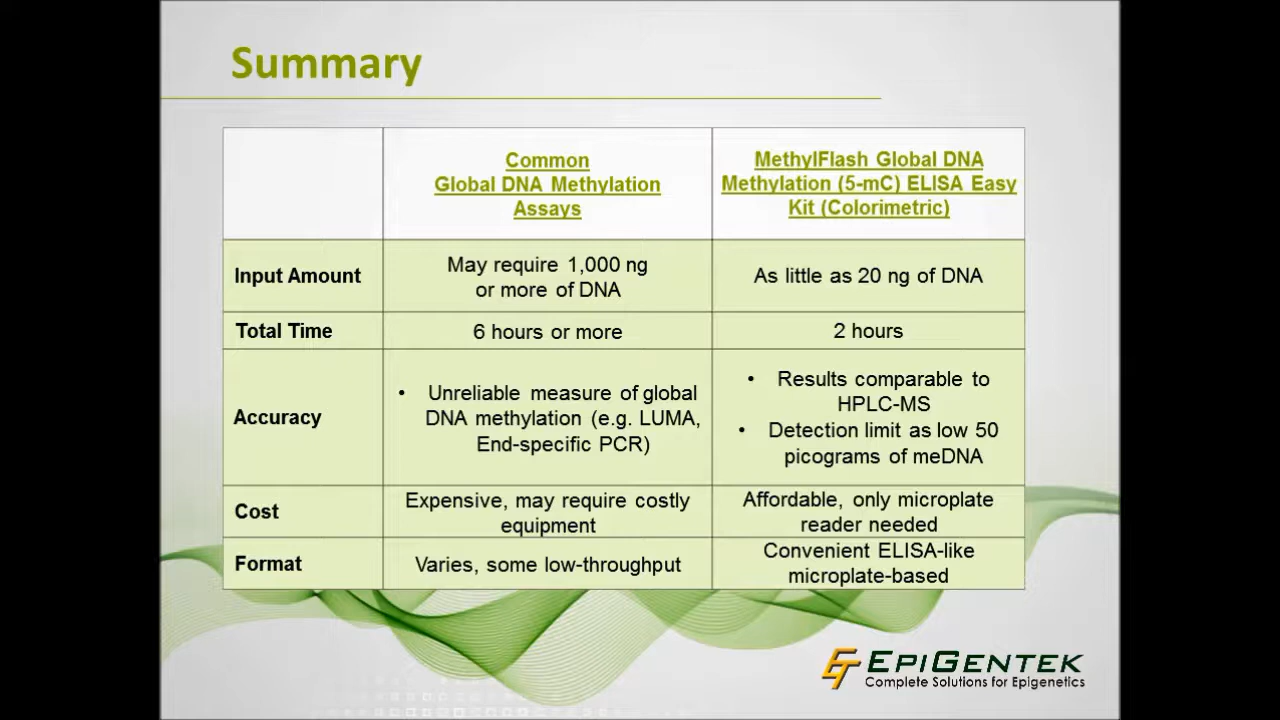 Summary
Common
Global DNA Methylation
Assays
MethylFlash Global DNA
Methylation (5-mC) ELISA Easy
Kit (Colorimetric)
Input Amount
May require 1,000 ng
or more of DNA
As little as 20 ng of DNA
Total Time
6 hours or more
2 hours
Accuracy
• Unreliable measure of global
DNA methylation (e.g. LUMA,
End-specific PCR)
• Results comparable to
HPLC-MS
• Detection limit as low 50
picograms of meDNA
Cost
Expensive, may require costly
equipment
Affordable, only microplate
reader needed
Format
Varies, some low-throughput
Convenient ELISA-like
microplate-based
EPIGENTEK
Complete Solutions for Epigenetics